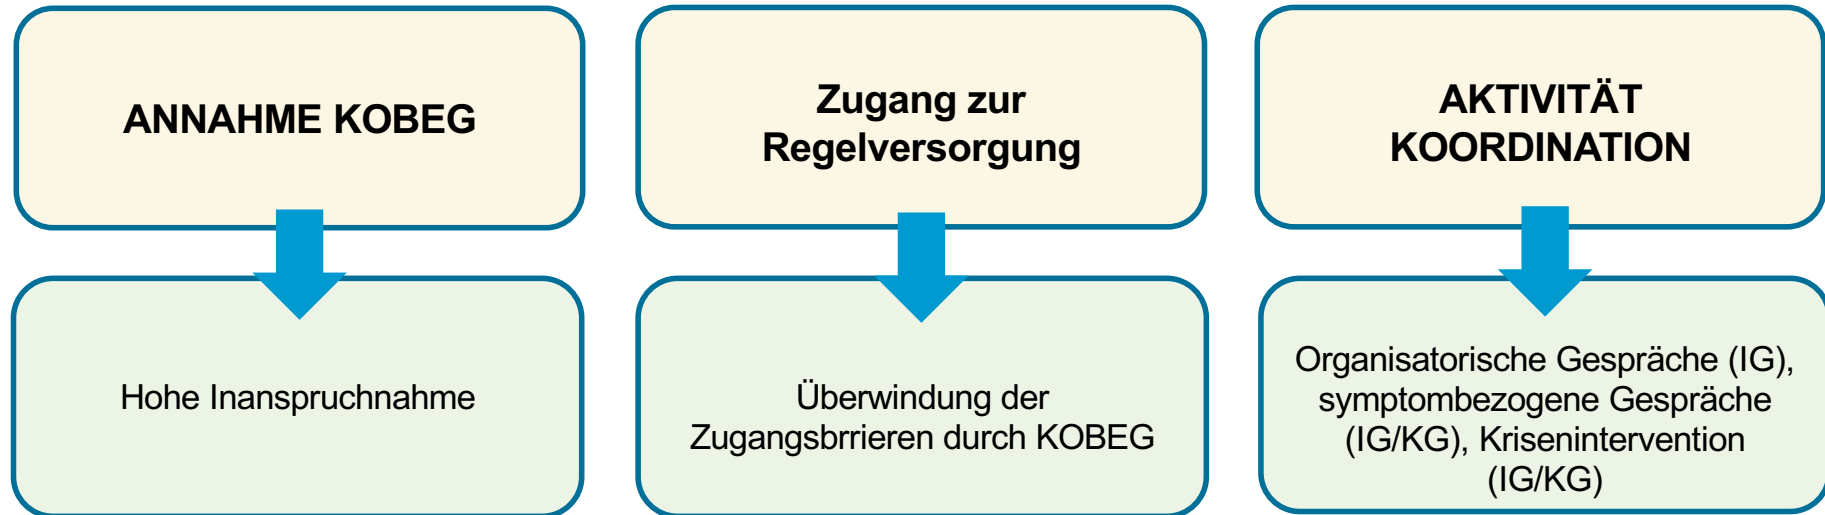 ANNAHME KOBEG
Zugang zur
Regelversorgung
AKTIVITÄT
KOORDINATION
Hohe Inanspruchnahme
Überwindung der
Zugangsbrrieren durch KOBEG
Organisatorische Gespräche (IG),
symptombezogene Gespräche
(IG/KG), Krisenintervention
(IG/KG)